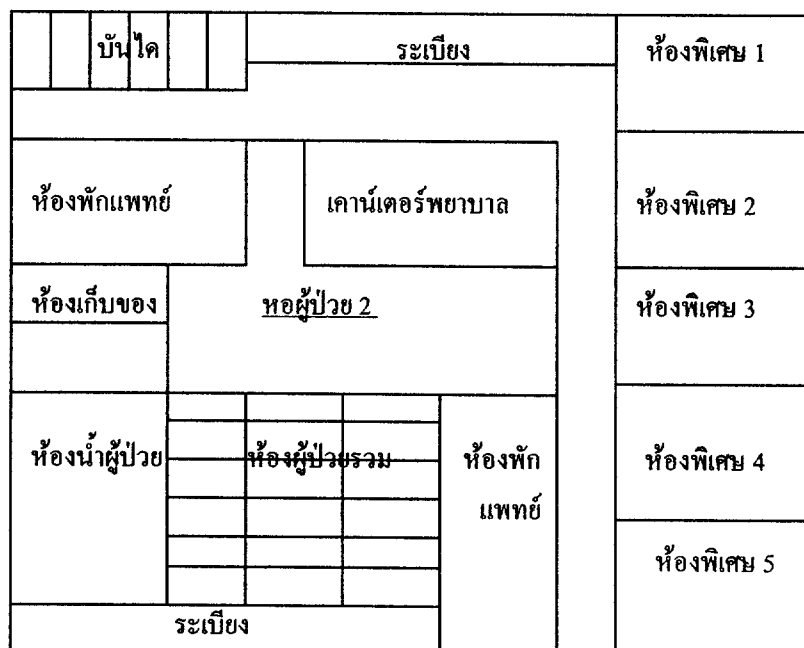 บันได
ระเบียง
ห้องพิเศษ 1
ห้องพักแพทย์
เคาน์เตอร์พยาบาล
ห้องพิเศษ 2
ห้องเก็บของ
หอผู้ป่วย 2
ห้องพิเศษ 3
ห้องน้ำผู้ป่วย
ห้องผู้ป่วยรวม
ห้องพัก
แพทย์
ห้องพิเศษ 4
ห้องพิเศษ 5
ระเบียง